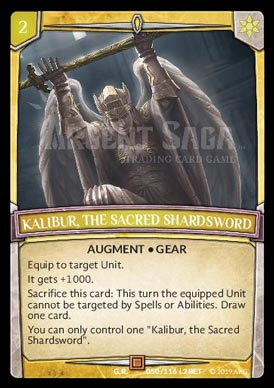 2
ARGENT SAGA
TRADING CARD GAME
KALIBUR, THE SACRED SHARDSWORD
AUGMENT ● GEAR
Equip to target Unit.
It gets +1000.
Sacrifice this card: This turn the equipped Unit
cannot be targeted by Spells or Abilities. Draw
one card.
You can only control one "Kalibur, the Sacred
Shardsword".
G.R.
© 2019 ARG